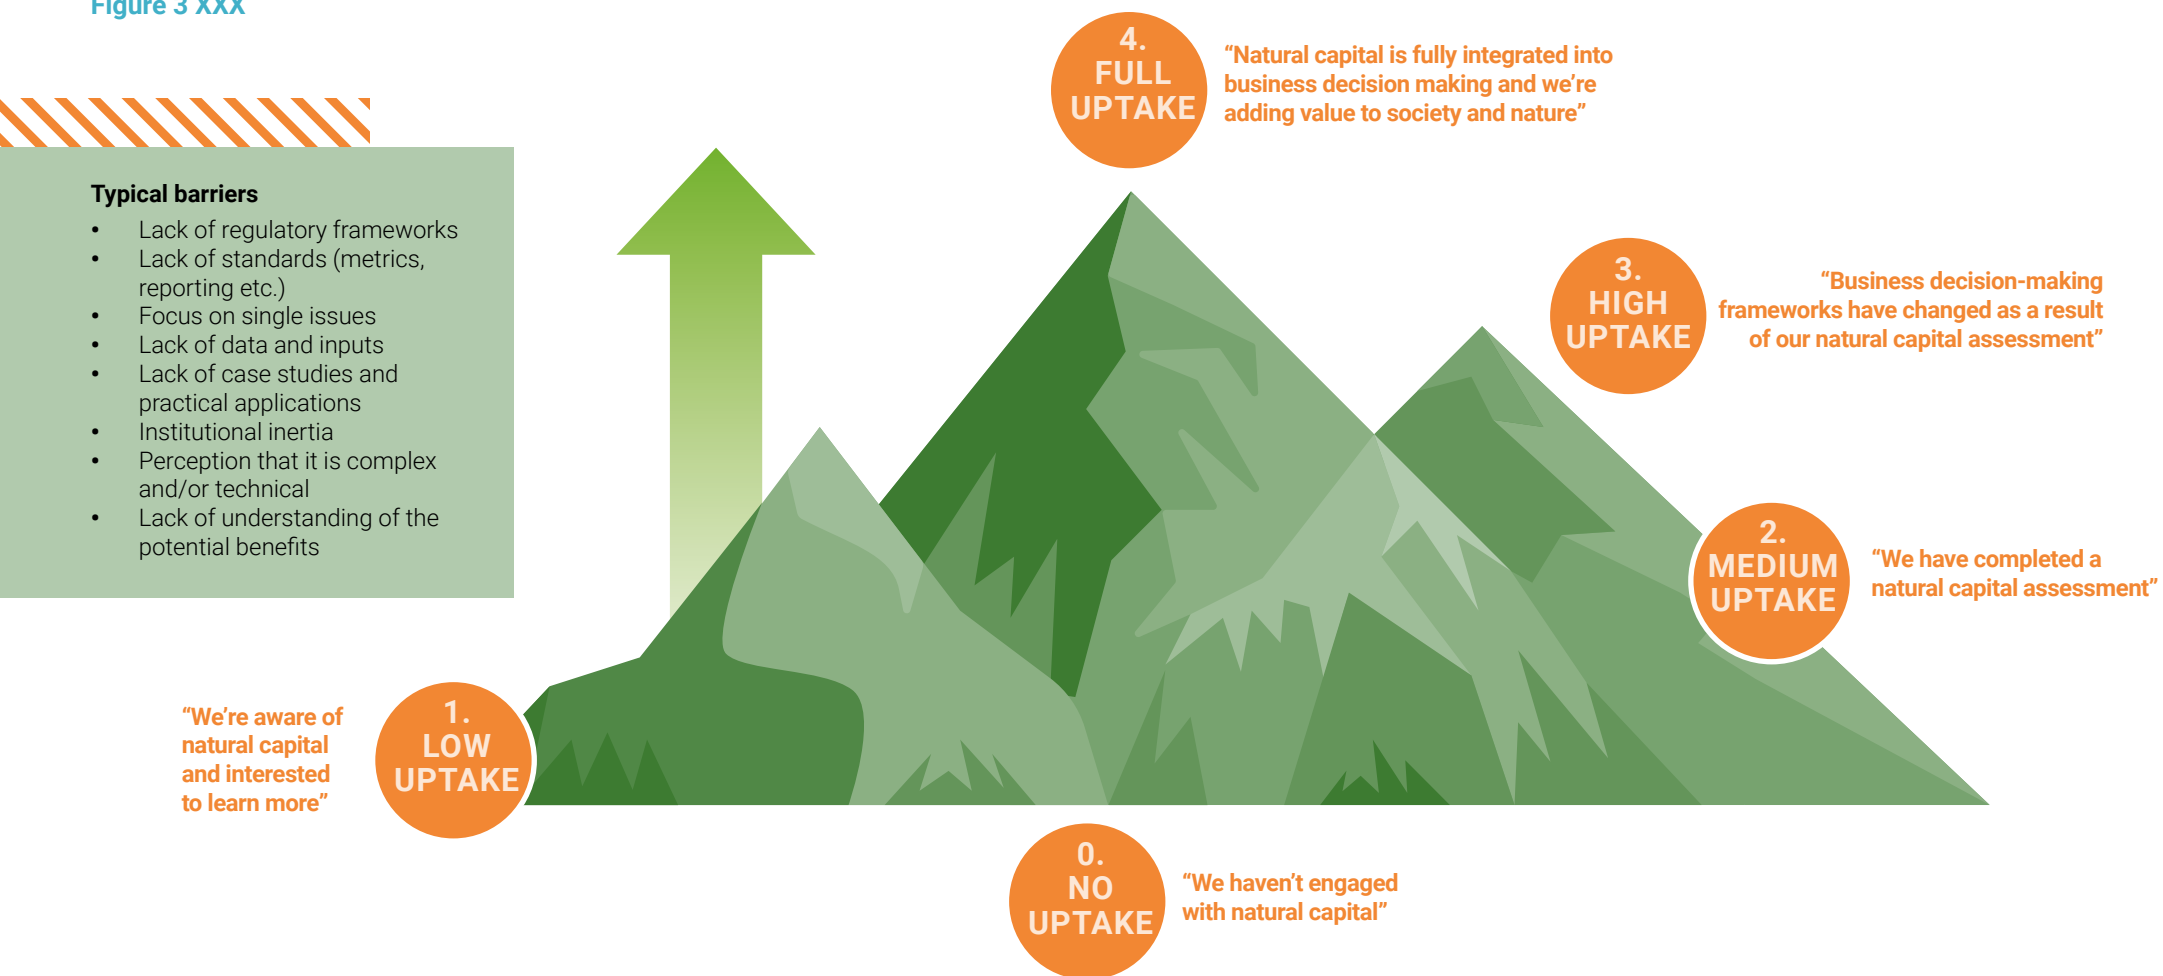 Figure 3 XXX
4.
FULL
UPTAKE
“Natural capital is fully integrated into
business decision making and we’re
adding value to society and nature”
Typical barriers
• Lack of regulatory frameworks
• Lack of standards (metrics,
reporting etc.)
• Focus on single issues
• Lack of data and inputs
• Lack of case studies and
practical applications
• Institutional inertia
• Perception that it is complex
and/or technical
• Lack of understanding of the
potential benefits
3.
HIGH
UPTAKE
“Business decision-making
frameworks have changed as a result
of our natural capital assessment”
2.
MEDIUM
UPTAKE
“We have completed a
natural capital assessment”
“We’re aware of
natural capital
and interested
to learn more”
1.
LOW
UPTAKE
0.
NO
UPTAKE
“We haven’t engaged
with natural capital”